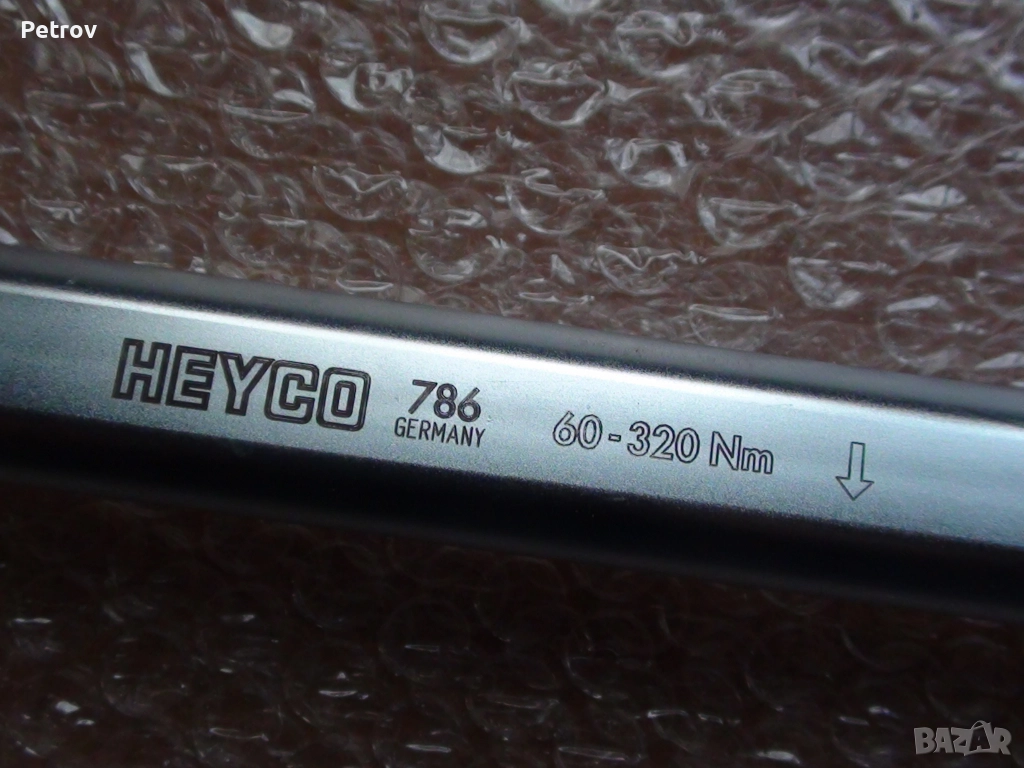 Petrov
HEYCO 786 60-320 Nm
GERMANY
BAZAR